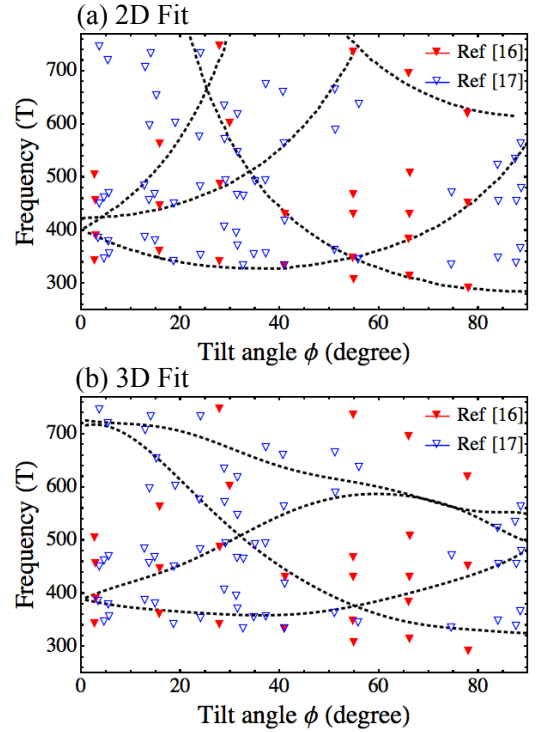 (a) 2D Fit
700
600
500
400
300
Frequency (T)
Ref [16]
Ref [17]
0 20 40 60 80
Tilt angle ϕ (degree)
(b) 3D Fit
700
600
500
400
300
Frequency (T)
Ref [16]
Ref [17]
0 20 40 60 80
Tilt angle ϕ (degree)